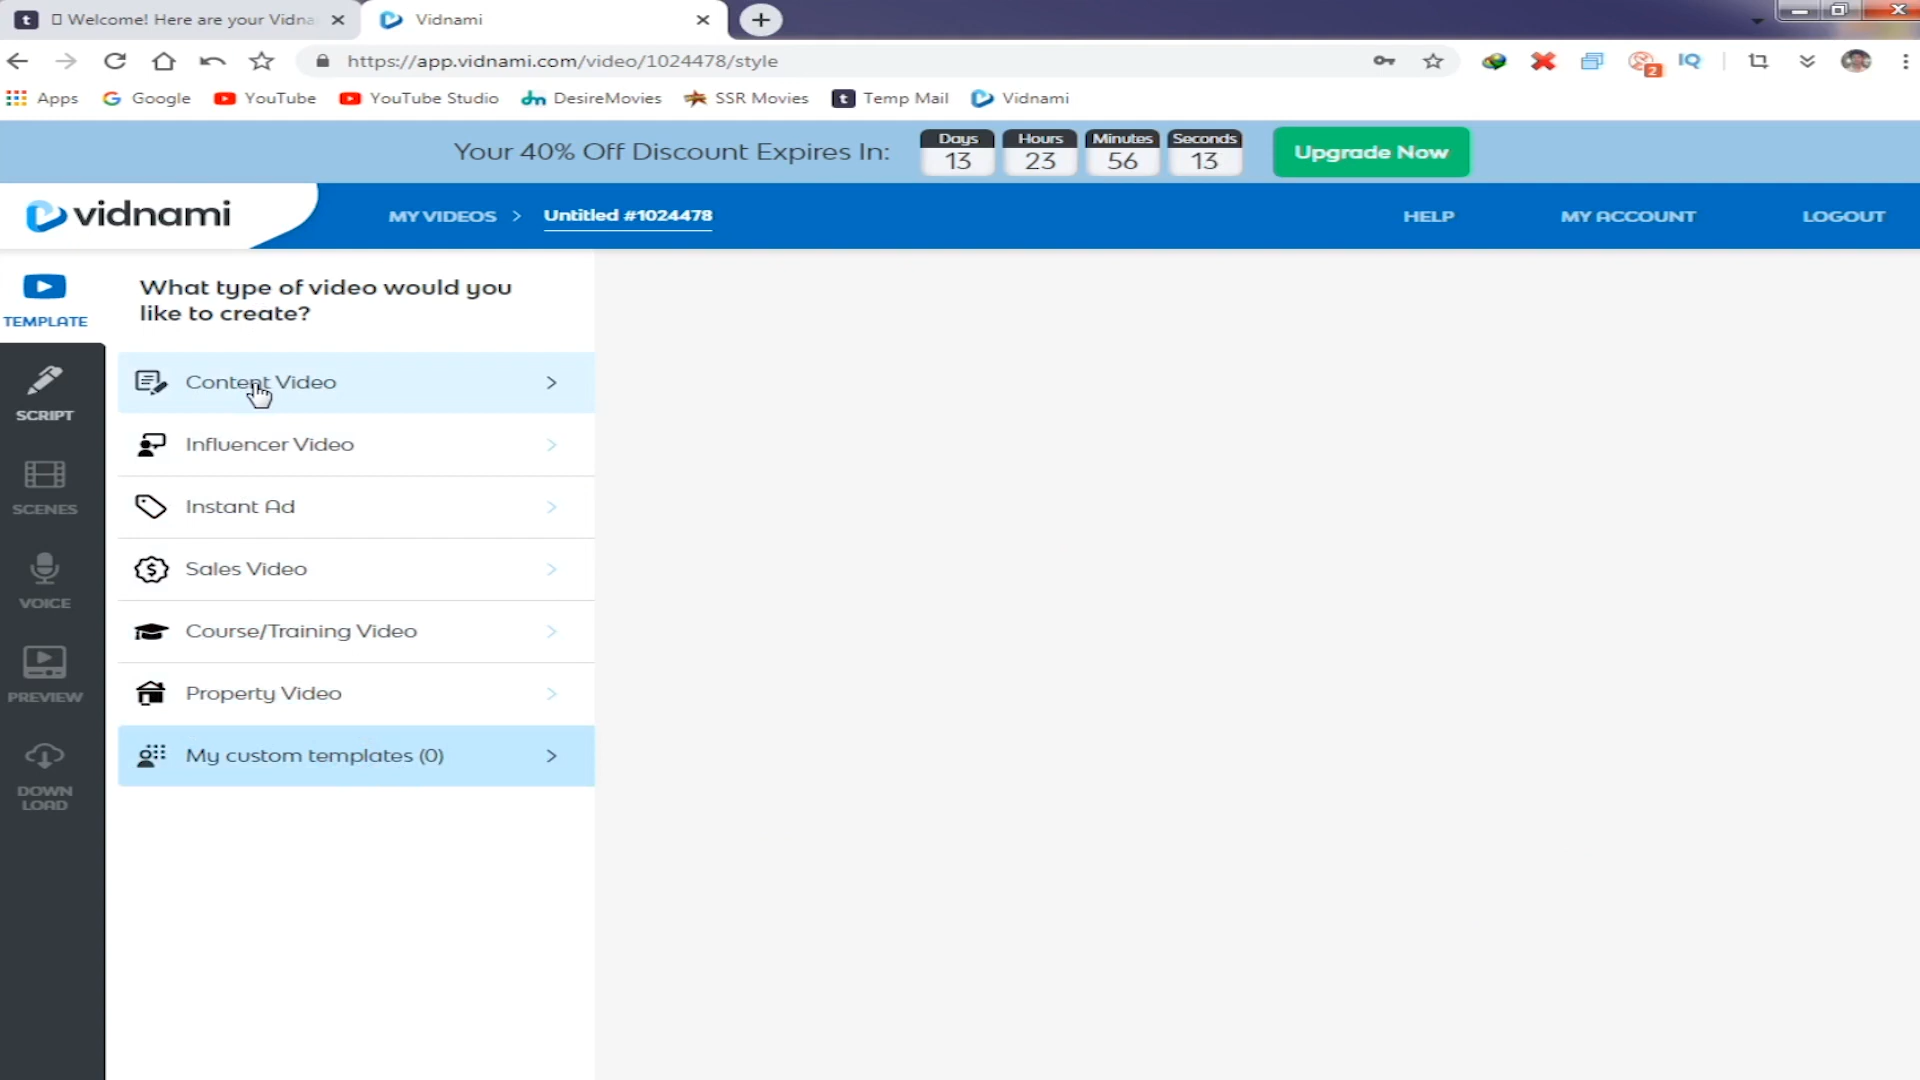 Welcome! Here are your Vidna
Vidnami
https://app.vidnami.com/video/1024478/style
2
IQ
Apps
Google
YouTube
YouTube Studio
dm DesireMovies
SSR Movies
t Temp Mail
Vidnami
Your 40% Off Discount Expires In:
Days
13
Hours
23
Minutes
56
Seconds
13
Upgrade Now
vidnami
MY VIDEOS >
Untitled #1024478
HELP
MY ACCOUNT
LOGOUT
TEMPLATE
SCRIPT
SCENES
VOICE
PREVIEW
DOWN
LOAD
What type of video would you
like to create?
Content Video
Influencer Video
Instant Ad
Sales Video
Course/Training Video
Property Video
My custom templates (0)